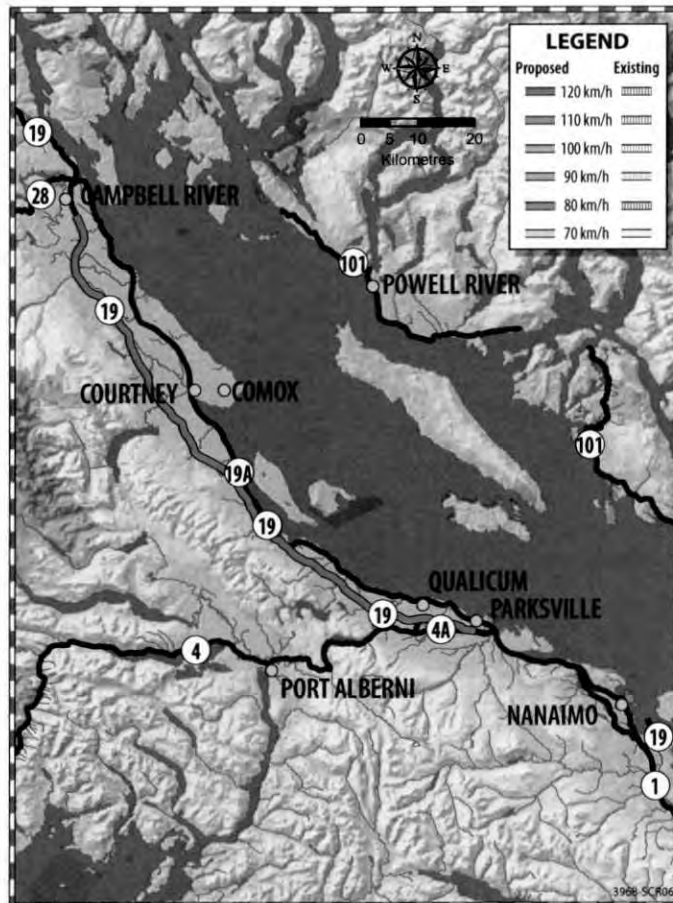 LEGEND
Proposed Existing
120 km/h
110 km/h
100 km/h
90 km/h
80 km/h
70 km/h
N
W E
S
0 5 10 20
Kilometres
19
28
CAMPBELL RIVER
101
POWELL RIVER
19
COURTNEY
COMOX
101
19A
19
QUALICUM
PARKSVILLE
19
4A
4
PORT ALBERNI
NANAIMO
19
1
3968-SCR06